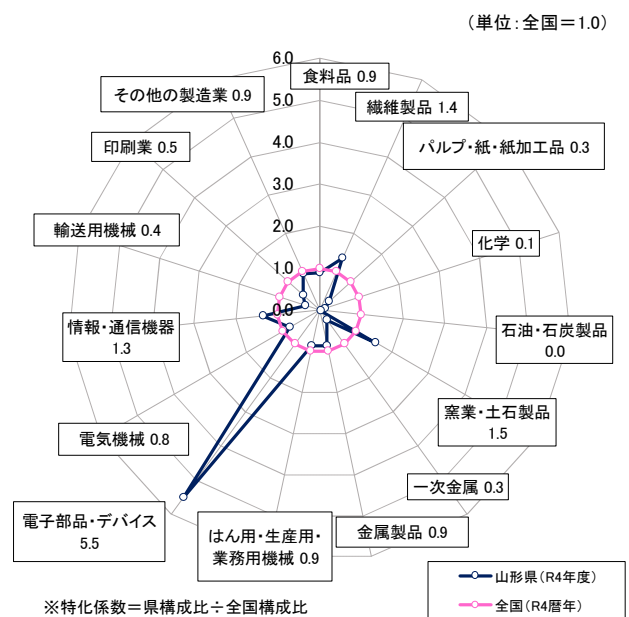 (単位:全国=1.0)
6.0
5.0
4.0
3.0
2.0
1.0
0.0
食料品 0.9
繊維製品 1.4
パルプ・紙・紙加工品 0.3
化学 0.1
石油・石炭製品
0.0
窯業・土石製品
1.5
一次金属 0.3
金属製品 0.9
はん用・生産用・
業務用機械 0.9
電子部品・デバイス
5.5
電気機械 0.8
情報・通信機器
1.3
輸送用機械 0.4
印刷業 0.5
その他の製造業 0.9
山形県(R4年度)
全国(R4暦年)
※特化係数=県構成比÷全国構成比